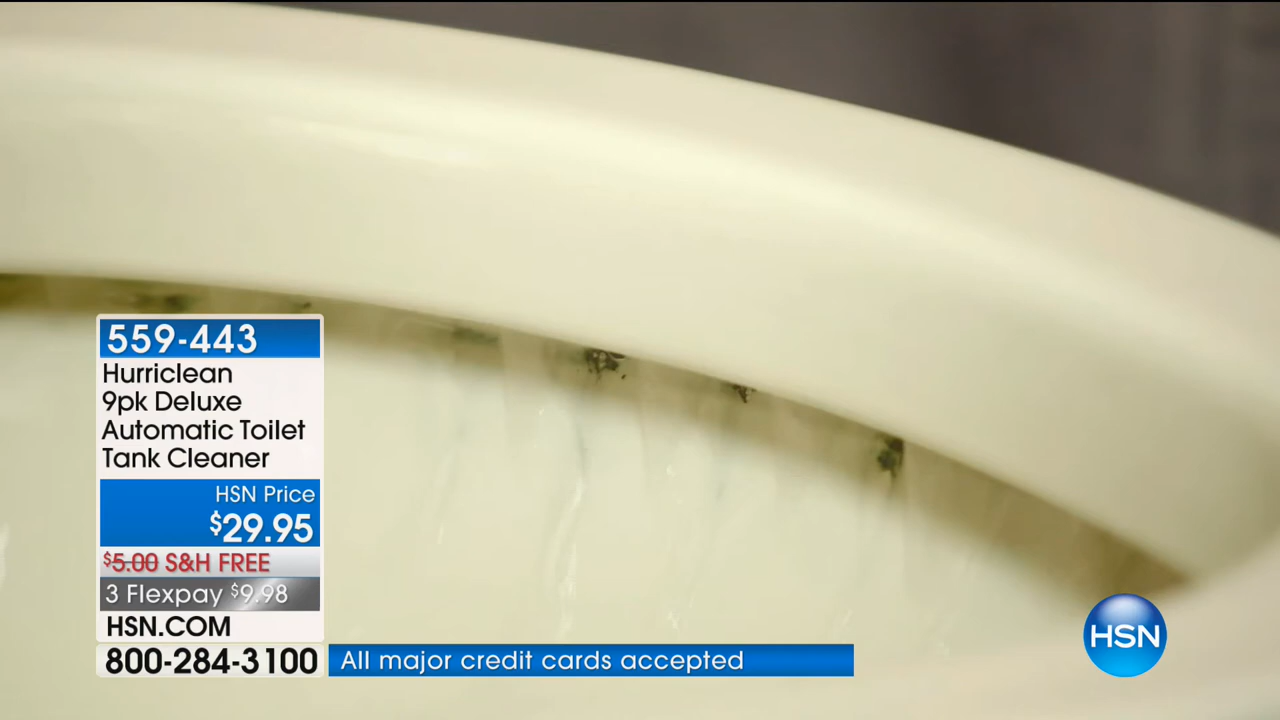 559-443
Hurriclean
9pk Deluxe
Automatic Toilet
Tank Cleaner
HSN Price
$29.95
$5.00 S&H FREE
3 Flexpay $9.98
HSN.COM
800-284-3100
All major credit cards accepted
HSN